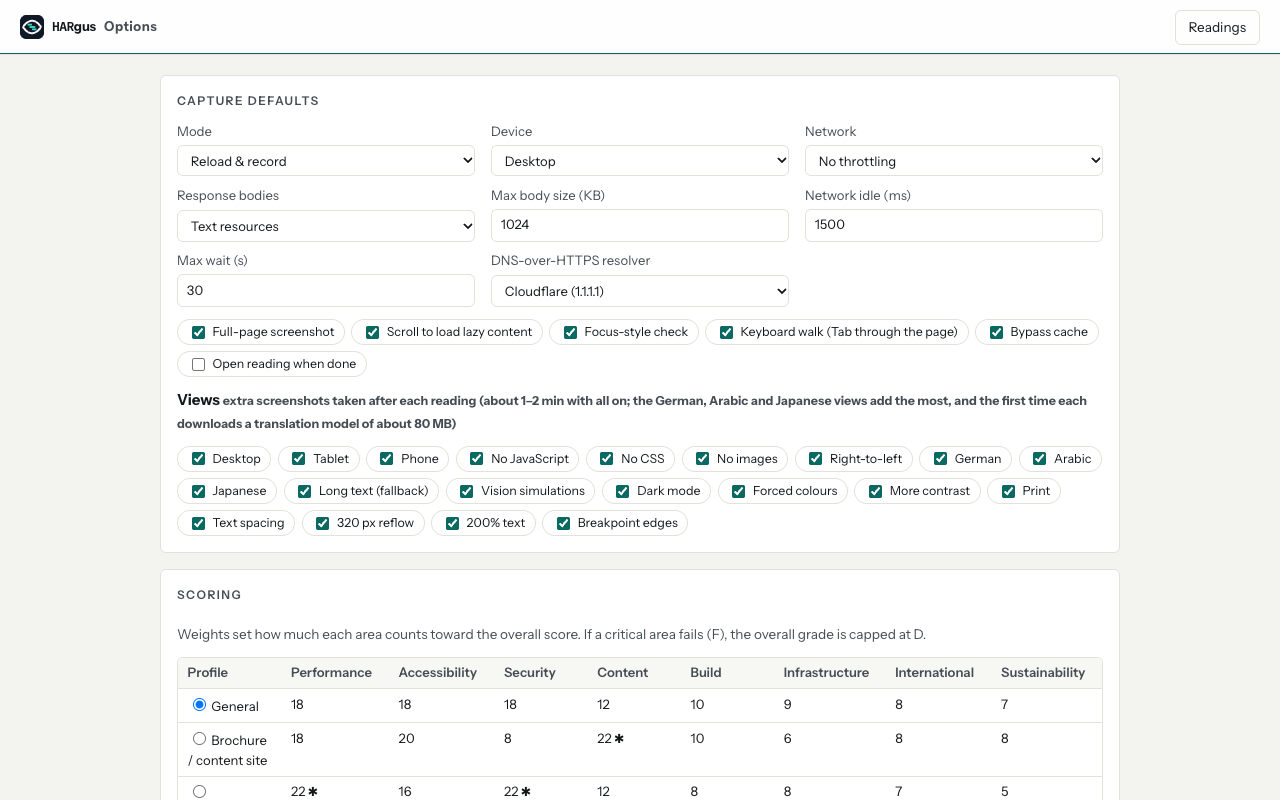 HARgus Options
Readings
CAPTURE DEFAULTS
Mode
Device
Network
Reload & record
Desktop
No throttling
Response bodies
Max body size (KB)
Network idle (ms)
Text resources
1024
1500
Max wait (s)
DNS-over-HTTPS resolver
30
Cloudflare (1.1.1.1)
Full-page screenshot
Scroll to load lazy content
Focus-style check
Keyboard walk (Tab through the page)
Bypass cache
Open reading when done
Views extra screenshots taken after each reading (about 1–2 min with all on; the German, Arabic and Japanese views add the most, and the first time each
downloads a translation model of about 80 MB)
Desktop
Tablet
Phone
No JavaScript
No CSS
No images
Right-to-left
German
Arabic
Japanese
Long text (fallback)
Vision simulations
Dark mode
Forced colours
More contrast
Print
Text spacing
320 px reflow
200% text
Breakpoint edges
SCORING
Weights set how much each area counts toward the overall score. If a critical area fails (F), the overall grade is capped at D.
Profile Performance Accessibility Security Content Build Infrastructure International Sustainability
General 18 18 18 12 10 9 8 7
Brochure 18 20 8 22 ✱ 10 6 8 8
/ content site
22 ✱ 16 22 ✱ 12 8 8 7 5